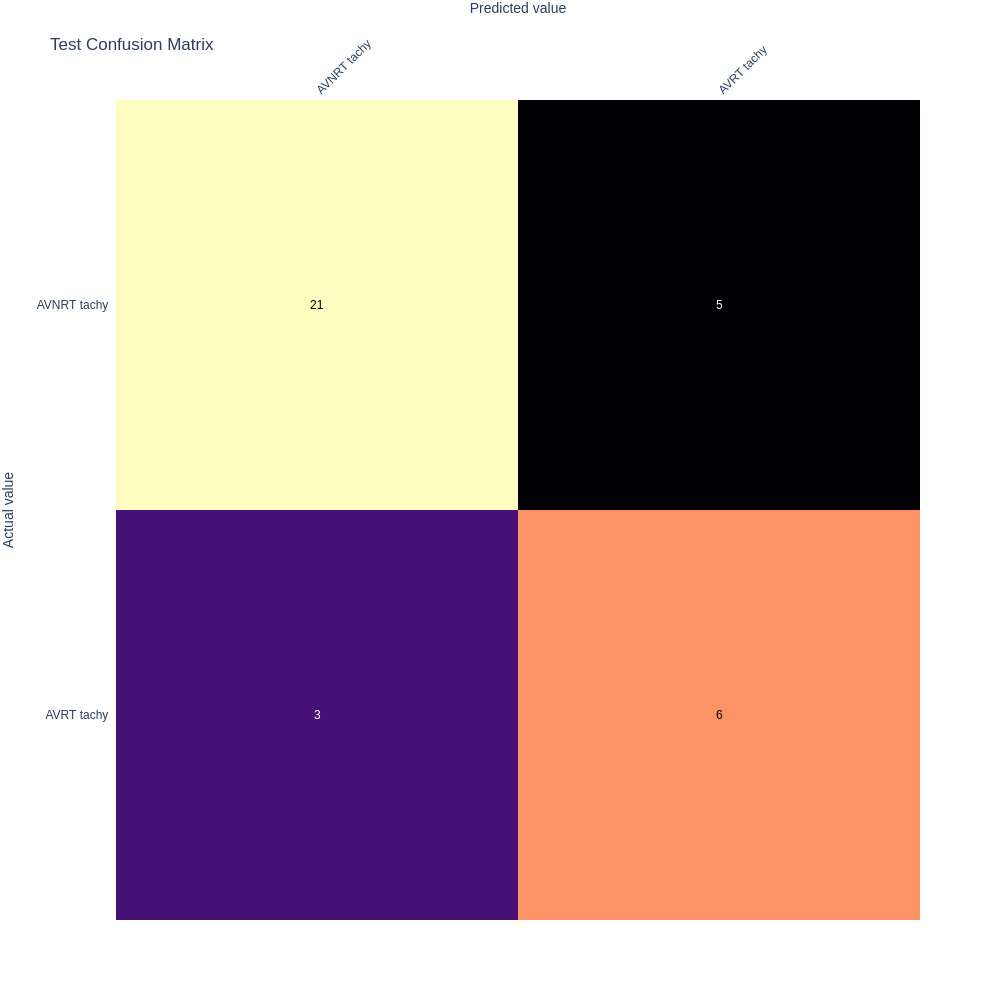 Predicted value
Test Confusion Matrix
AVNRT tachy
AVRT tachy
AVNRT tachy
21
5
Actual value
AVRT tachy
3
6